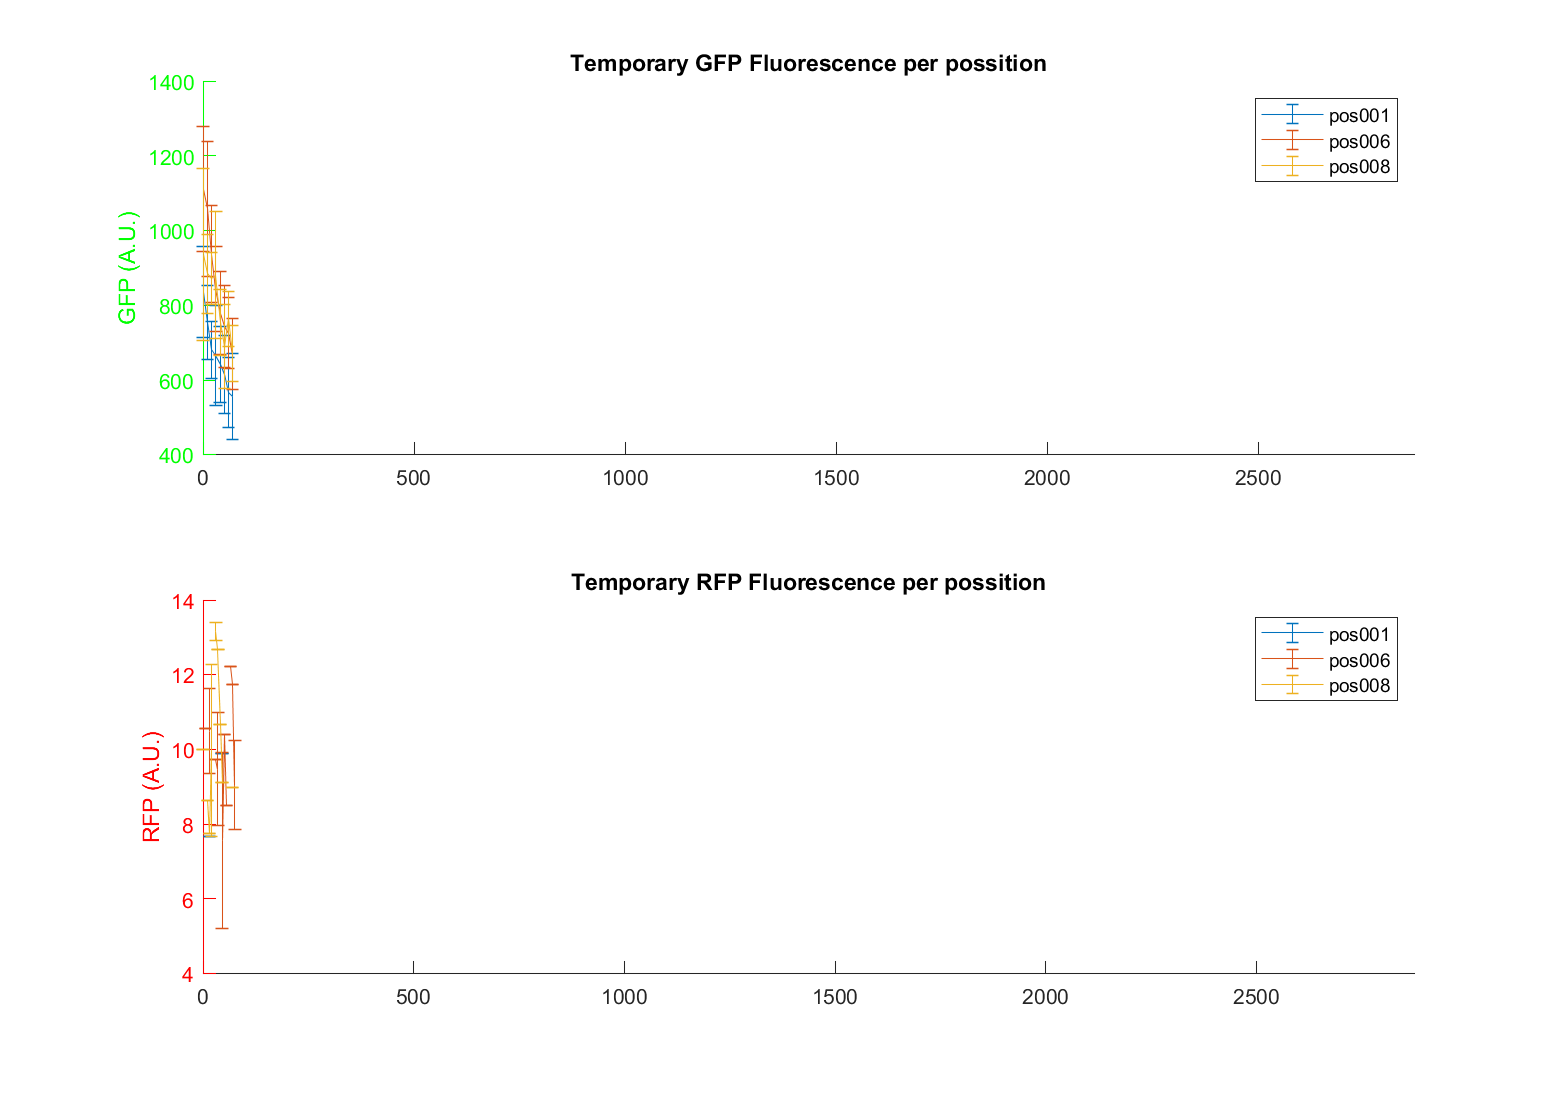 Temporary GFP Fluorescence per possition
1400
1200
1000
800
600
400
GFP (A.U.)
0 500 1000 1500 2000 2500
pos001
pos006
pos008
Temporary RFP Fluorescence per possition
14
12
10
8
6
4
RFP (A.U.)
0 500 1000 1500 2000 2500
pos001
pos006
pos008